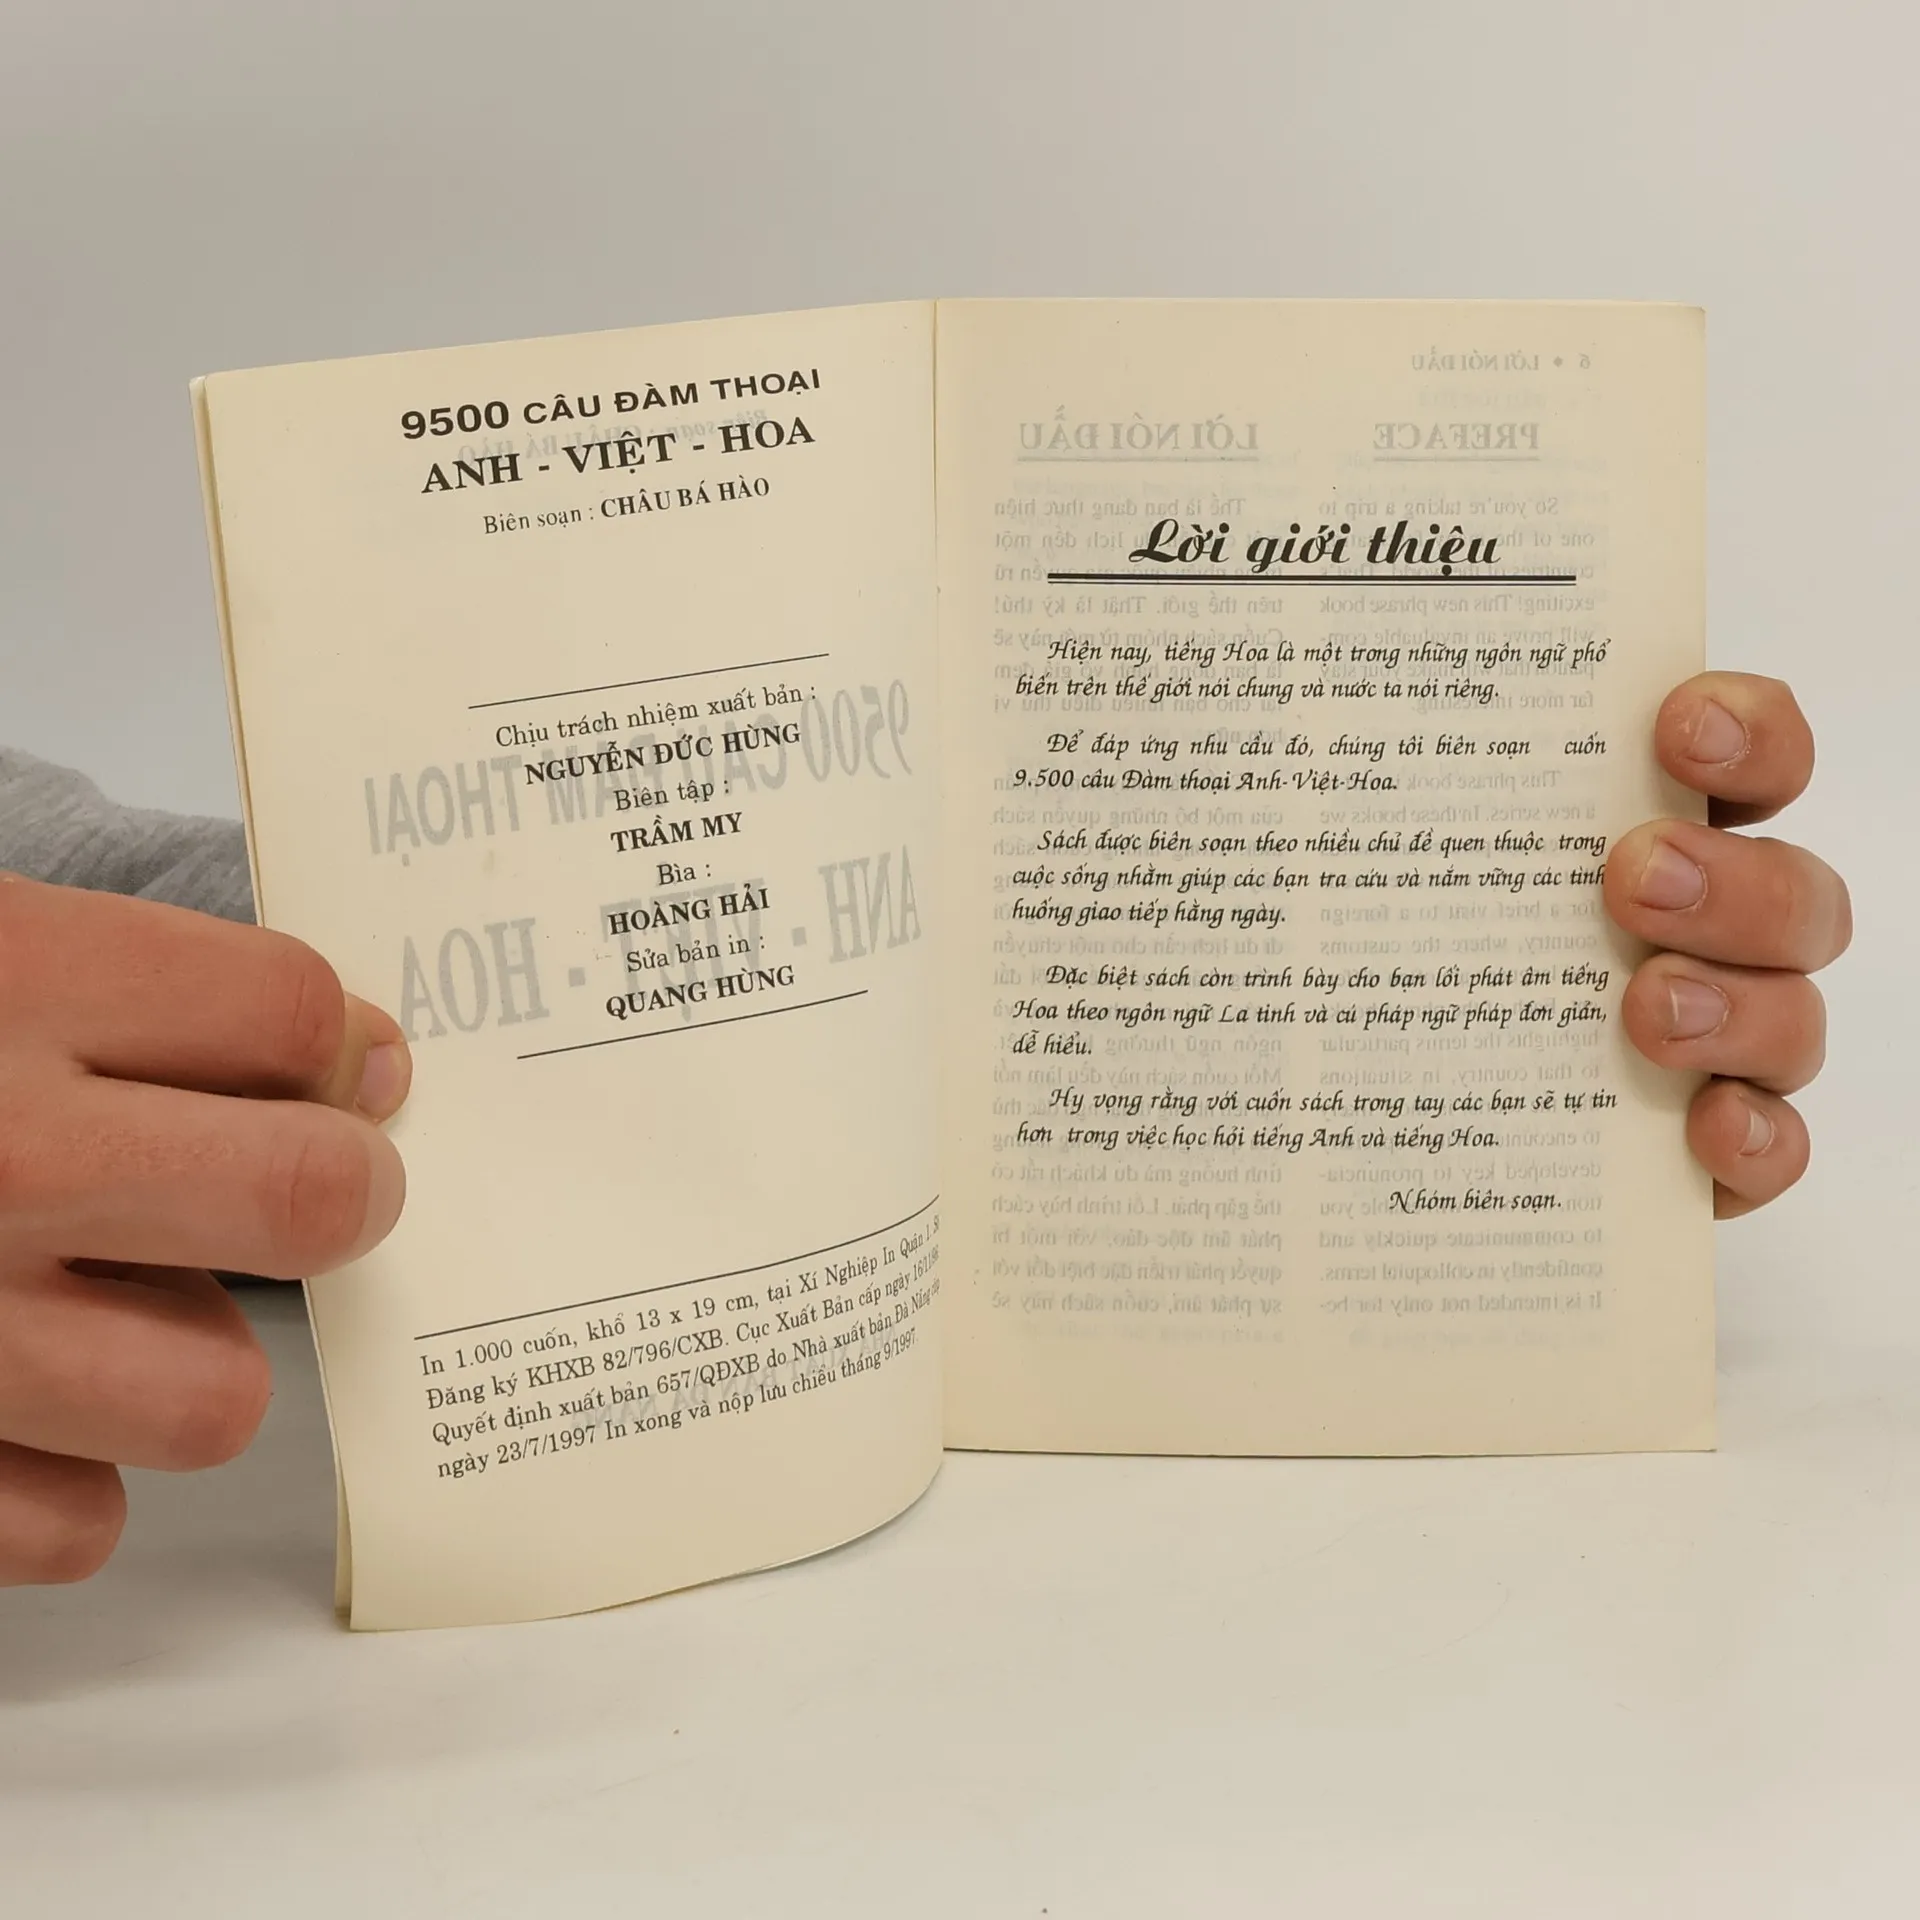 9500 CÂU ĐÀM THOẠI
ANH - VIỆT - HOA
Biên soạn : CHÂU BÁ HÀO
Chịu trách nhiệm xuất bản :
NGUYỄN ĐỨC HÙNG
Biên tập :
TRẦM MY
Bìa :
HOÀNG HẢI
Sửa bản in :
QUANG HÙNG
In 1.000 cuốn, khổ 13 x 19 cm, tại Xí Nghiệp In Quận 1. Số
Đăng ký KHXB 82/796/CXB. Cục Xuất Bản cấp ngày
Quyết định xuất bản 657/QĐXB do Nhà xuất bản Đà Nẵng cấp
ngày 23/7/1997 In xong và nộp lưu chiểu tháng 9/1997.
Lời giới thiệu
Hiện nay, tiếng Hoa là một trong những ngôn ngữ phổ
biến trên thế giới nói chung và nước ta nói riêng.
Để đáp ứng nhu cầu đó, chúng tôi biên soạn cuốn
9.500 câu Đàm thoại Anh-Việt-Hoa.
Sách được biên soạn theo nhiều chủ đề quen thuộc trong
cuộc sống nhằm giúp các bạn tra cứu và nắm vững các tình
huống giao tiếp hằng ngày.
Đặc biệt sách còn trình bày cho bạn lối phát âm tiếng
Hoa theo ngôn ngữ La tinh và cú pháp ngữ pháp đơn giản,
dễ hiểu.
Hy vọng rằng với cuốn sách trong tay các bạn sẽ tự tin
hơn trong việc học hỏi tiếng Anh và tiếng Hoa.
Nhóm biên soạn.